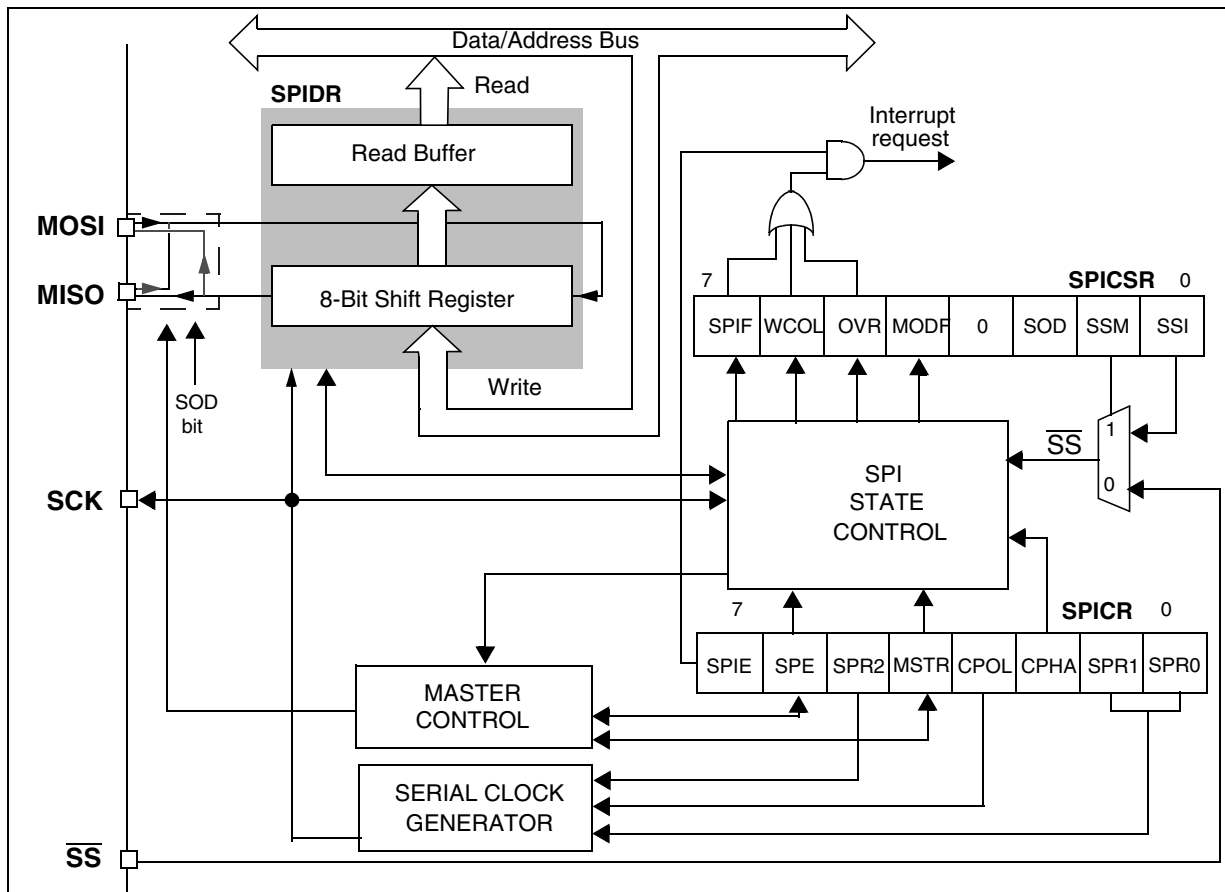 Data/Address Bus
SPIDR
Read
Read Buffer
Interrupt
request
MOSI
MISO
8-Bit Shift Register
7
SPICSR
0
SPIF
WCOL
OVR
MODF
0
SOD
SSM
SSI
Write
SOD
bit
1
SS
0
SCK
SPI
STATE
CONTROL
7
SPICR
0
SPIE
SPE
SPR2
MSTR
CPOL
CPHA
SPR1
SPR0
MASTER
CONTROL
SERIAL CLOCK
GENERATOR
SS